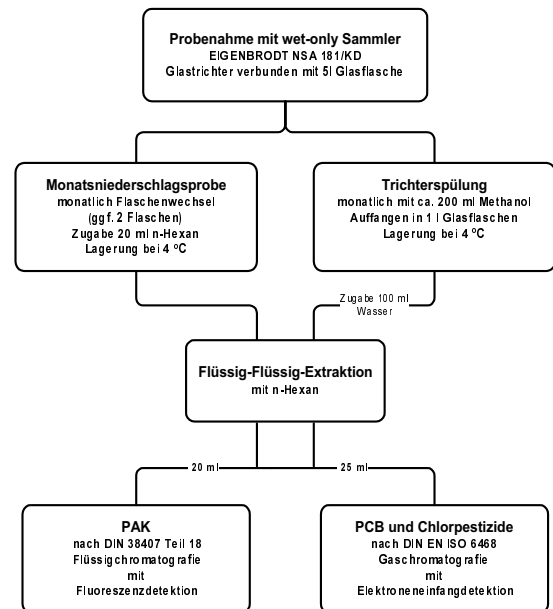 Probenahme mit wet-only Sammler
EIGENBRODT NSA 181/KD
Glastrichter verbunden mit 5l Glasflasche
Monatsniederschlagsprobe
monatlich Flaschenwechsel
(ggf. 2 Flaschen)
Zugabe 20 ml n-Hexan
Lagerung bei 4 ºC
Trichterspülung
monatlich mit ca. 200 ml Methanol
Auffangen in 1 l Glasflaschen
Lagerung bei 4 ºC
Zugabe 100 ml
Wasser
Flüssig-Flüssig-Extraktion
mit n-Hexan
20 ml
25 ml
PAK
nach DIN 38407 Teil 18
Flüssigchromatografie
mit
Fluoreszenzdetektion
PCB und Chlorpestizide
nach DIN EN ISO 6468
Gaschromatografie
mit
Elektroneneinfangdetektion